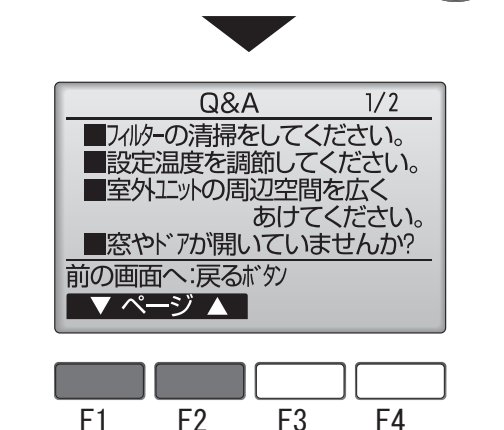 Q&A 1/2
■フィルターの清掃をしてください。
■設定温度を調節してください。
■室外ユニットの周辺空間を広く
あけてください。
■窓やドアが開いていませんか?
前の画面へ:戻るボタン
▼ ページ ▲
F1 F2 F3 F4